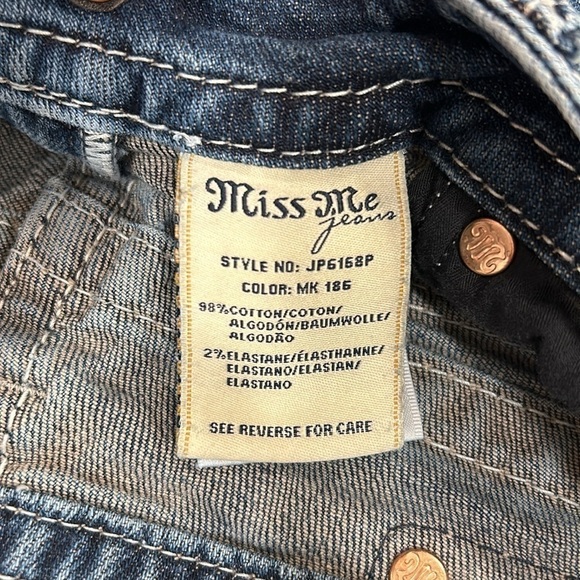 Miss Me
jeans
STYLE NO: JP6168P
COLOR: MK 186
98%COTTON/COTON/
ALGODÓN/BAUMWOLLE/
ALGODÃO
2%ELASTANE/ÉLASTHANNE/
ELASTANO/ELASTAN/
ELASTANO
SEE REVERSE FOR CARE